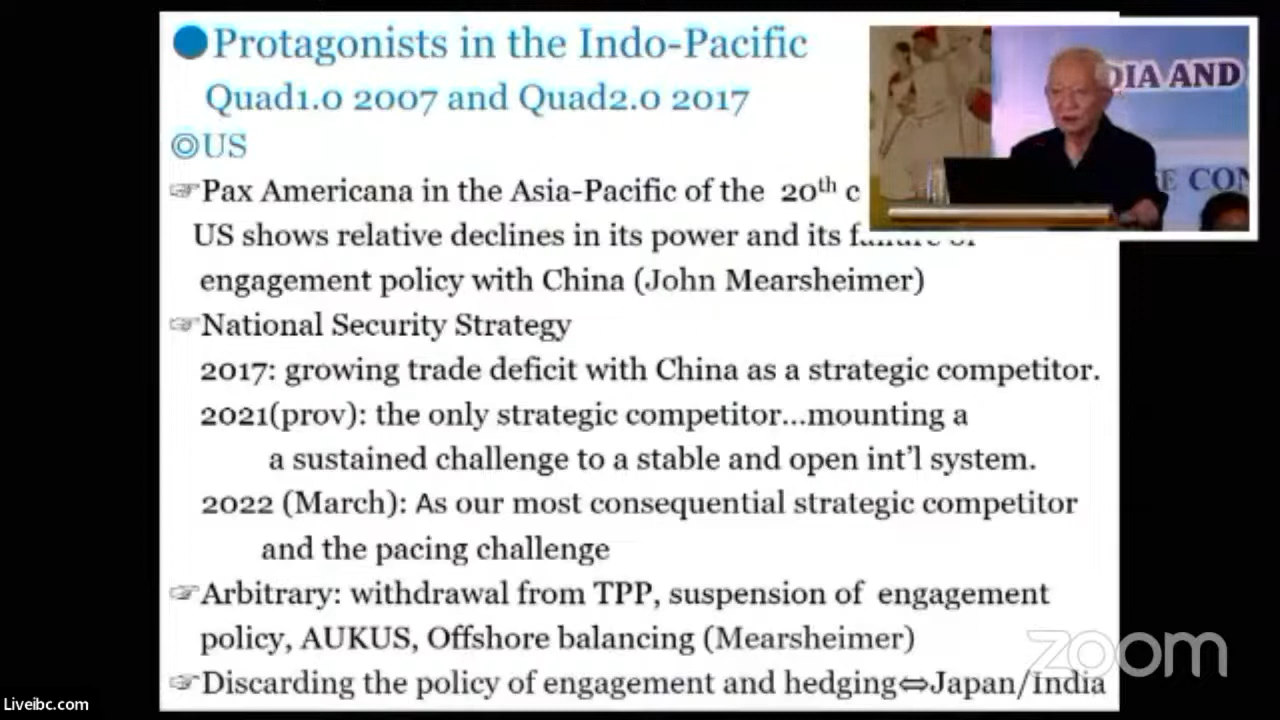 Protagonists in the Indo-Pacific
Quad1.0 2007 and Quad2.0 2017
◎US
☞Pax Americana in the Asia-Pacific of the 20th c
US shows relative declines in its power and its failure of
engagement policy with China (John Mearsheimer)
☞National Security Strategy
2017: growing trade deficit with China as a strategic competitor.
2021(prov): the only strategic competitor...mounting a
a sustained challenge to a stable and open int'l system.
2022 (March): As our most consequential strategic competitor
and the pacing challenge
☞Arbitrary: withdrawal from TPP, suspension of engagement
policy, AUKUS, Offshore balancing (Mearsheimer)
☞Discarding the policy of engagement and hedging⇔Japan/India
DIA AND
E CON
zoom
Liveibc.com